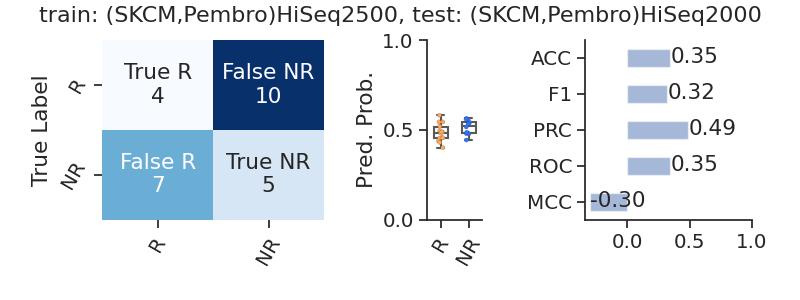 train: (SKCM,Pembro)HiSeq2500, test: (SKCM,Pembro)HiSeq2000
True Label
R
NR
True R
4
False NR
10
False R
7
True NR
5
R
NR
Pred. Prob.
1.0
0.5
0.0
R
NR
ACC
0.35
F1
0.32
PRC
0.49
ROC
0.35
MCC
-0.30
0.0
0.5
1.0